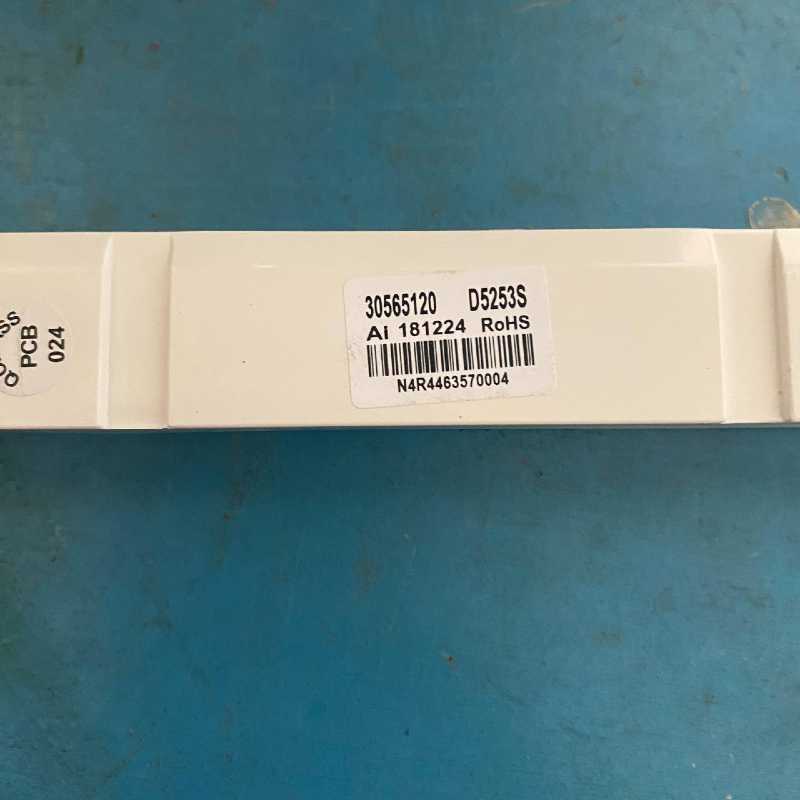 30565120 D5253S
Ai 181224 RoHS
N4R4463570004
PCB
024